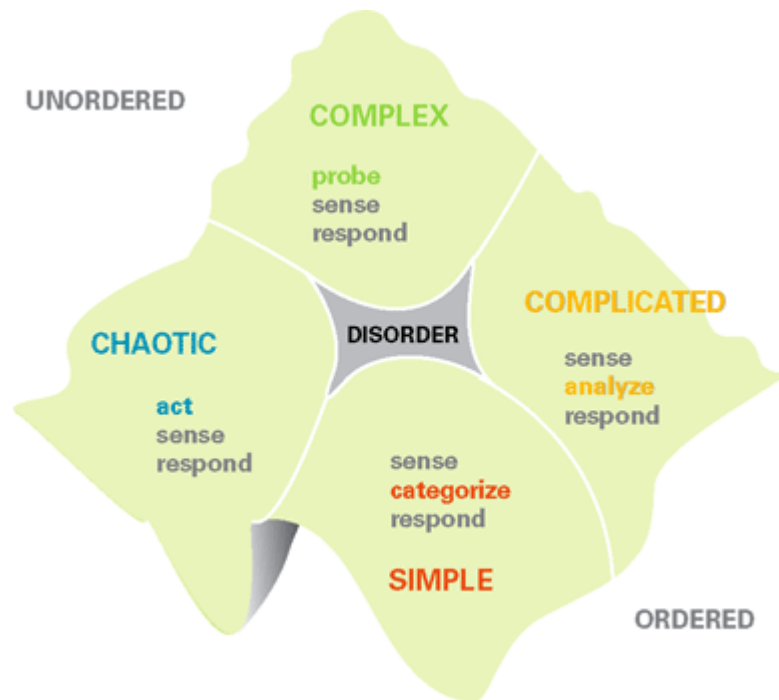 UNORDERED
COMPLEX
probe
sense
respond
CHAOTIC
act
sense
respond
DISORDER
COMPLICATED
sense
analyze
respond
sense
categorize
respond
SIMPLE
ORDERED